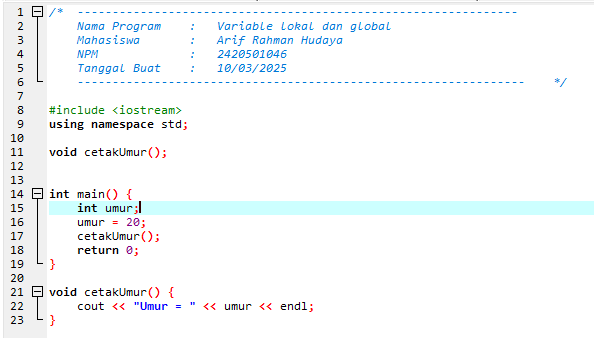 1 /* ---------------------------------------------------------------
2 Nama Program : Variable lokal dan global
3 Mahasiswa : Arif Rahman Hudaya
4 NPM : 2420501046
5 Tanggal Buat : 10/03/2025
6 ---------------------------------------------------------------- */
7
8 #include <iostream>
9 using namespace std;
10
11 void cetakUmur();
12
13
14 int main() {
15 int umur;
16 umur = 20;
17 cetakUmur();
18 return 0;
19 }
20
21 void cetakUmur() {
22 cout << "Umur = " << umur << endl;
23 }